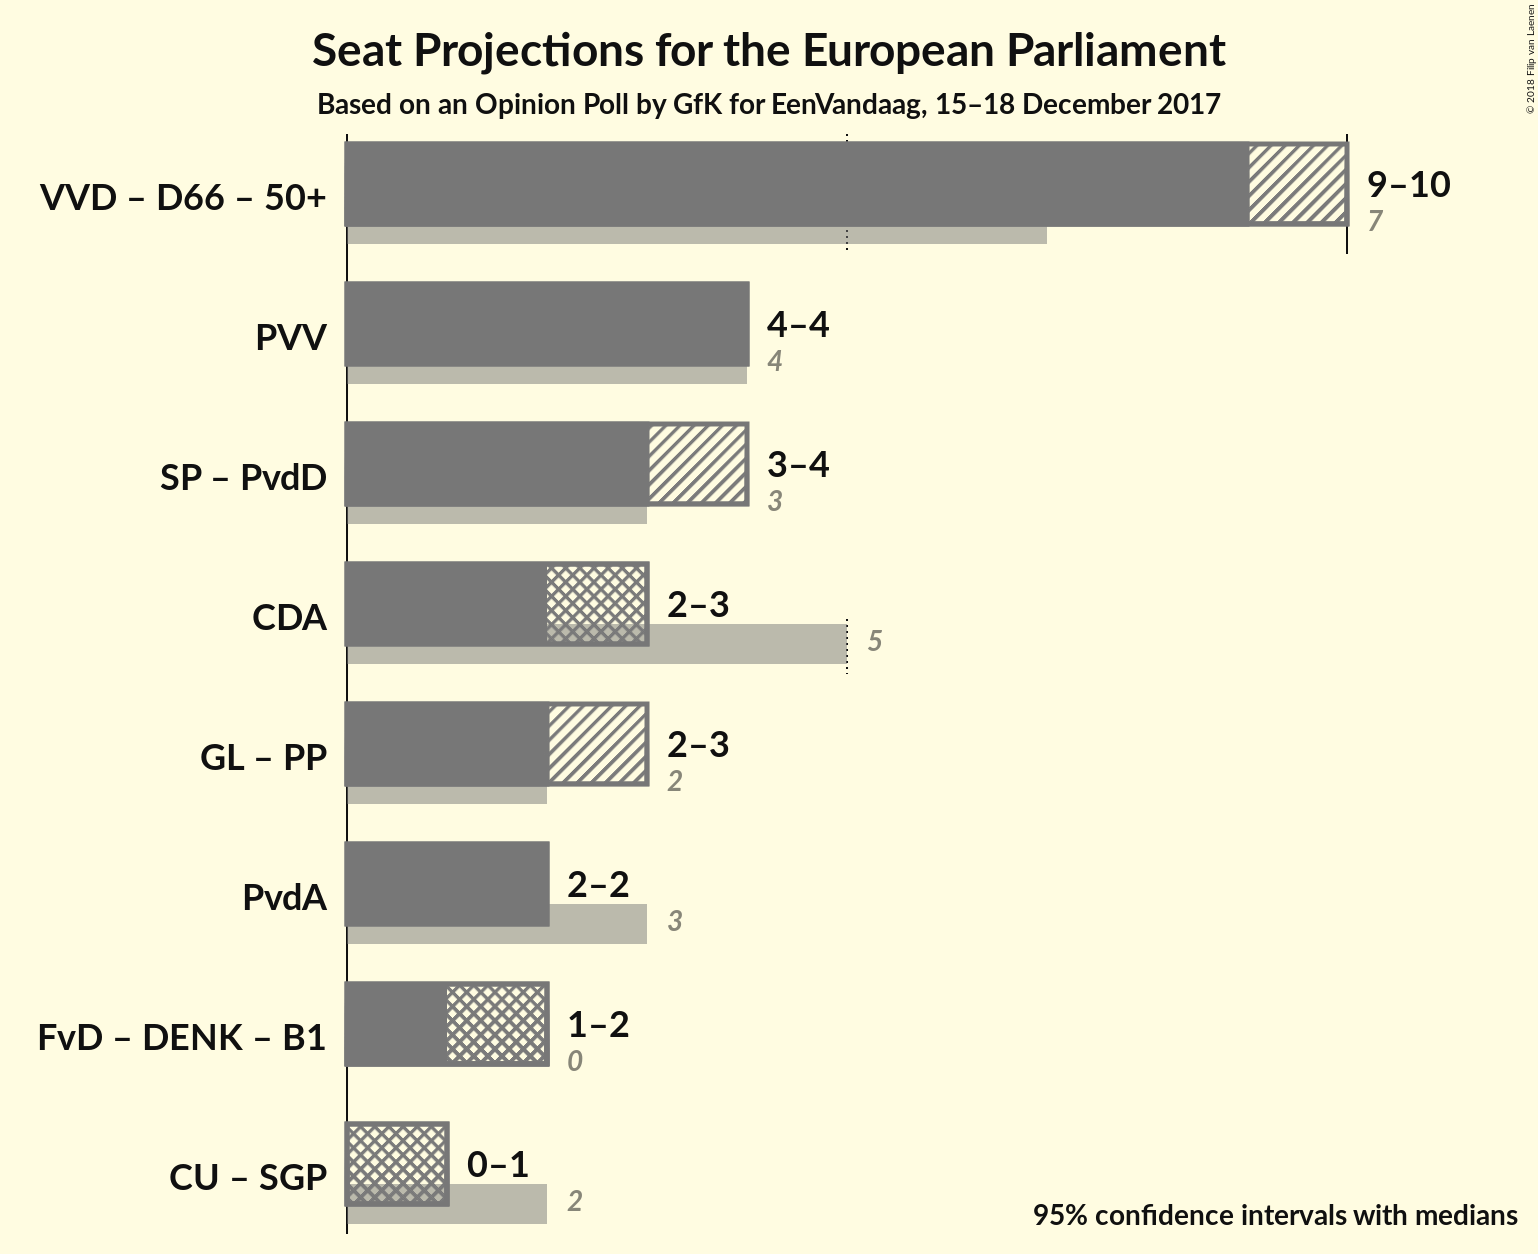 Seat Projections for the European Parliament
Based on an Opinion Poll by GfK for EenVandaag, 15–18 December 2017
© 2018 Filip van Laenen
VVD – D66 – 50+
9–10
7
PVV
4–4
4
SP – PvdD
3–4
3
CDA
2–3
5
GL – PP
2–3
2
PvdA
2–2
3
FvD – DENK – B1
1–2
0
CU – SGP
0–1
2
95% confidence intervals with medians